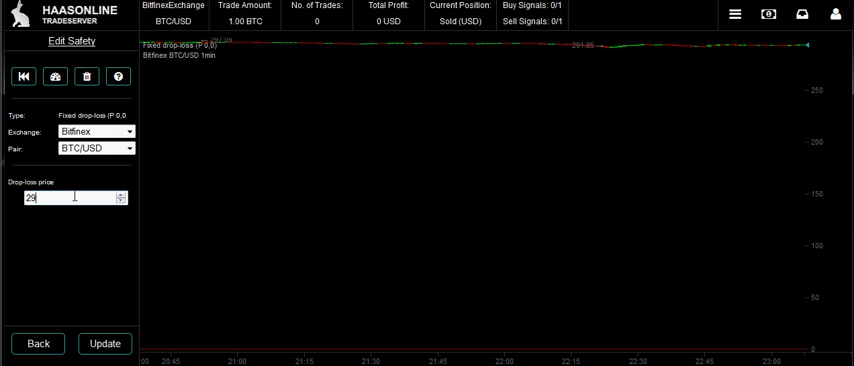 HAASONLINE
TRADESERVER
BitfinexExchange
BTC/USD
Trade Amount:
1.00 BTC
No. of Trades:
0
Total Profit:
0 USD
Current Position:
Sold (USD)
Buy Signals: 0/1
Sell Signals: 0/1
Edit Safety
Type:
Fixed drop-loss (P 0,0
Exchange:
Bitfinex
Pair:
BTC/USD
Drop-loss price
29
Back
Update
Fixed drop-loss (P 0,0)
Bitfinex BTC/USD 1min
291.85
250
200
150
100
50
0
:00
20:45
21:00
21:15
21:30
21:45
22:00
22:15
22:30
22:45
23:00